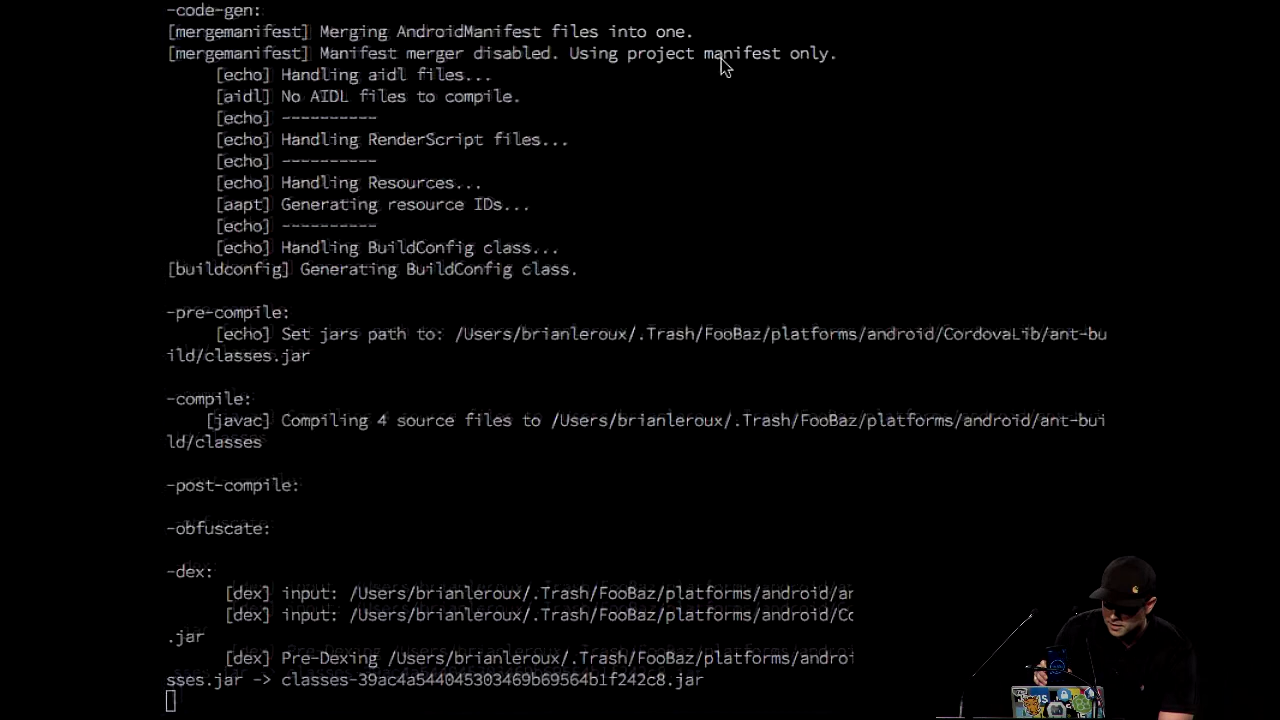 -code-gen:
[mergemanifest] Merging AndroidManifest files into one.
[mergemanifest] Manifest merger disabled. Using project manifest only.
[echo] Handling aidl files...
[aidl] No AIDL files to compile.
[echo] ----------
[echo] Handling RenderScript files...
[echo] ----------
[echo] Handling Resources...
[aapt] Generating resource IDs...
[echo] ----------
[echo] Handling BuildConfig class...
[buildconfig] Generating BuildConfig class.
-pre-compile:
[echo] Set jars path to: /Users/brianleroux/.Trash/FooBaz/platforms/android/CordovaLib/ant-bu
ild/classes.jar
-compile:
[javac] Compiling 4 source files to /Users/brianleroux/.Trash/FooBaz/platforms/android/ant-bui
ld/classes
-post-compile:
-obfuscate:
-dex:
[dex] input: /Users/brianleroux/.Trash/FooBaz/platforms/android/an
[dex] input: /Users/brianleroux/.Trash/FooBaz/platforms/android/Co
.jar
[dex] Pre-Dexing /Users/brianleroux/.Trash/FooBaz/platforms/androi
sses.jar -> classes-39ac4a544045303469b69564b1f242c8.jar